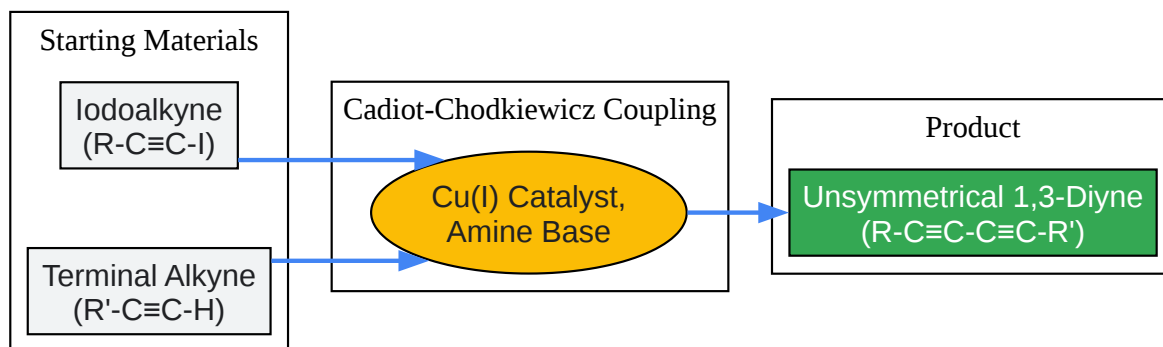 Starting Materials
Iodoalkyne
(R-C≡C-I)
Terminal Alkyne
(R'-C≡C-H)
Cadiot-Chodkiewicz Coupling
Cu(I) Catalyst,
Amine Base
Product
Unsymmetrical 1,3-Diyne
(R-C≡C-C≡C-R')